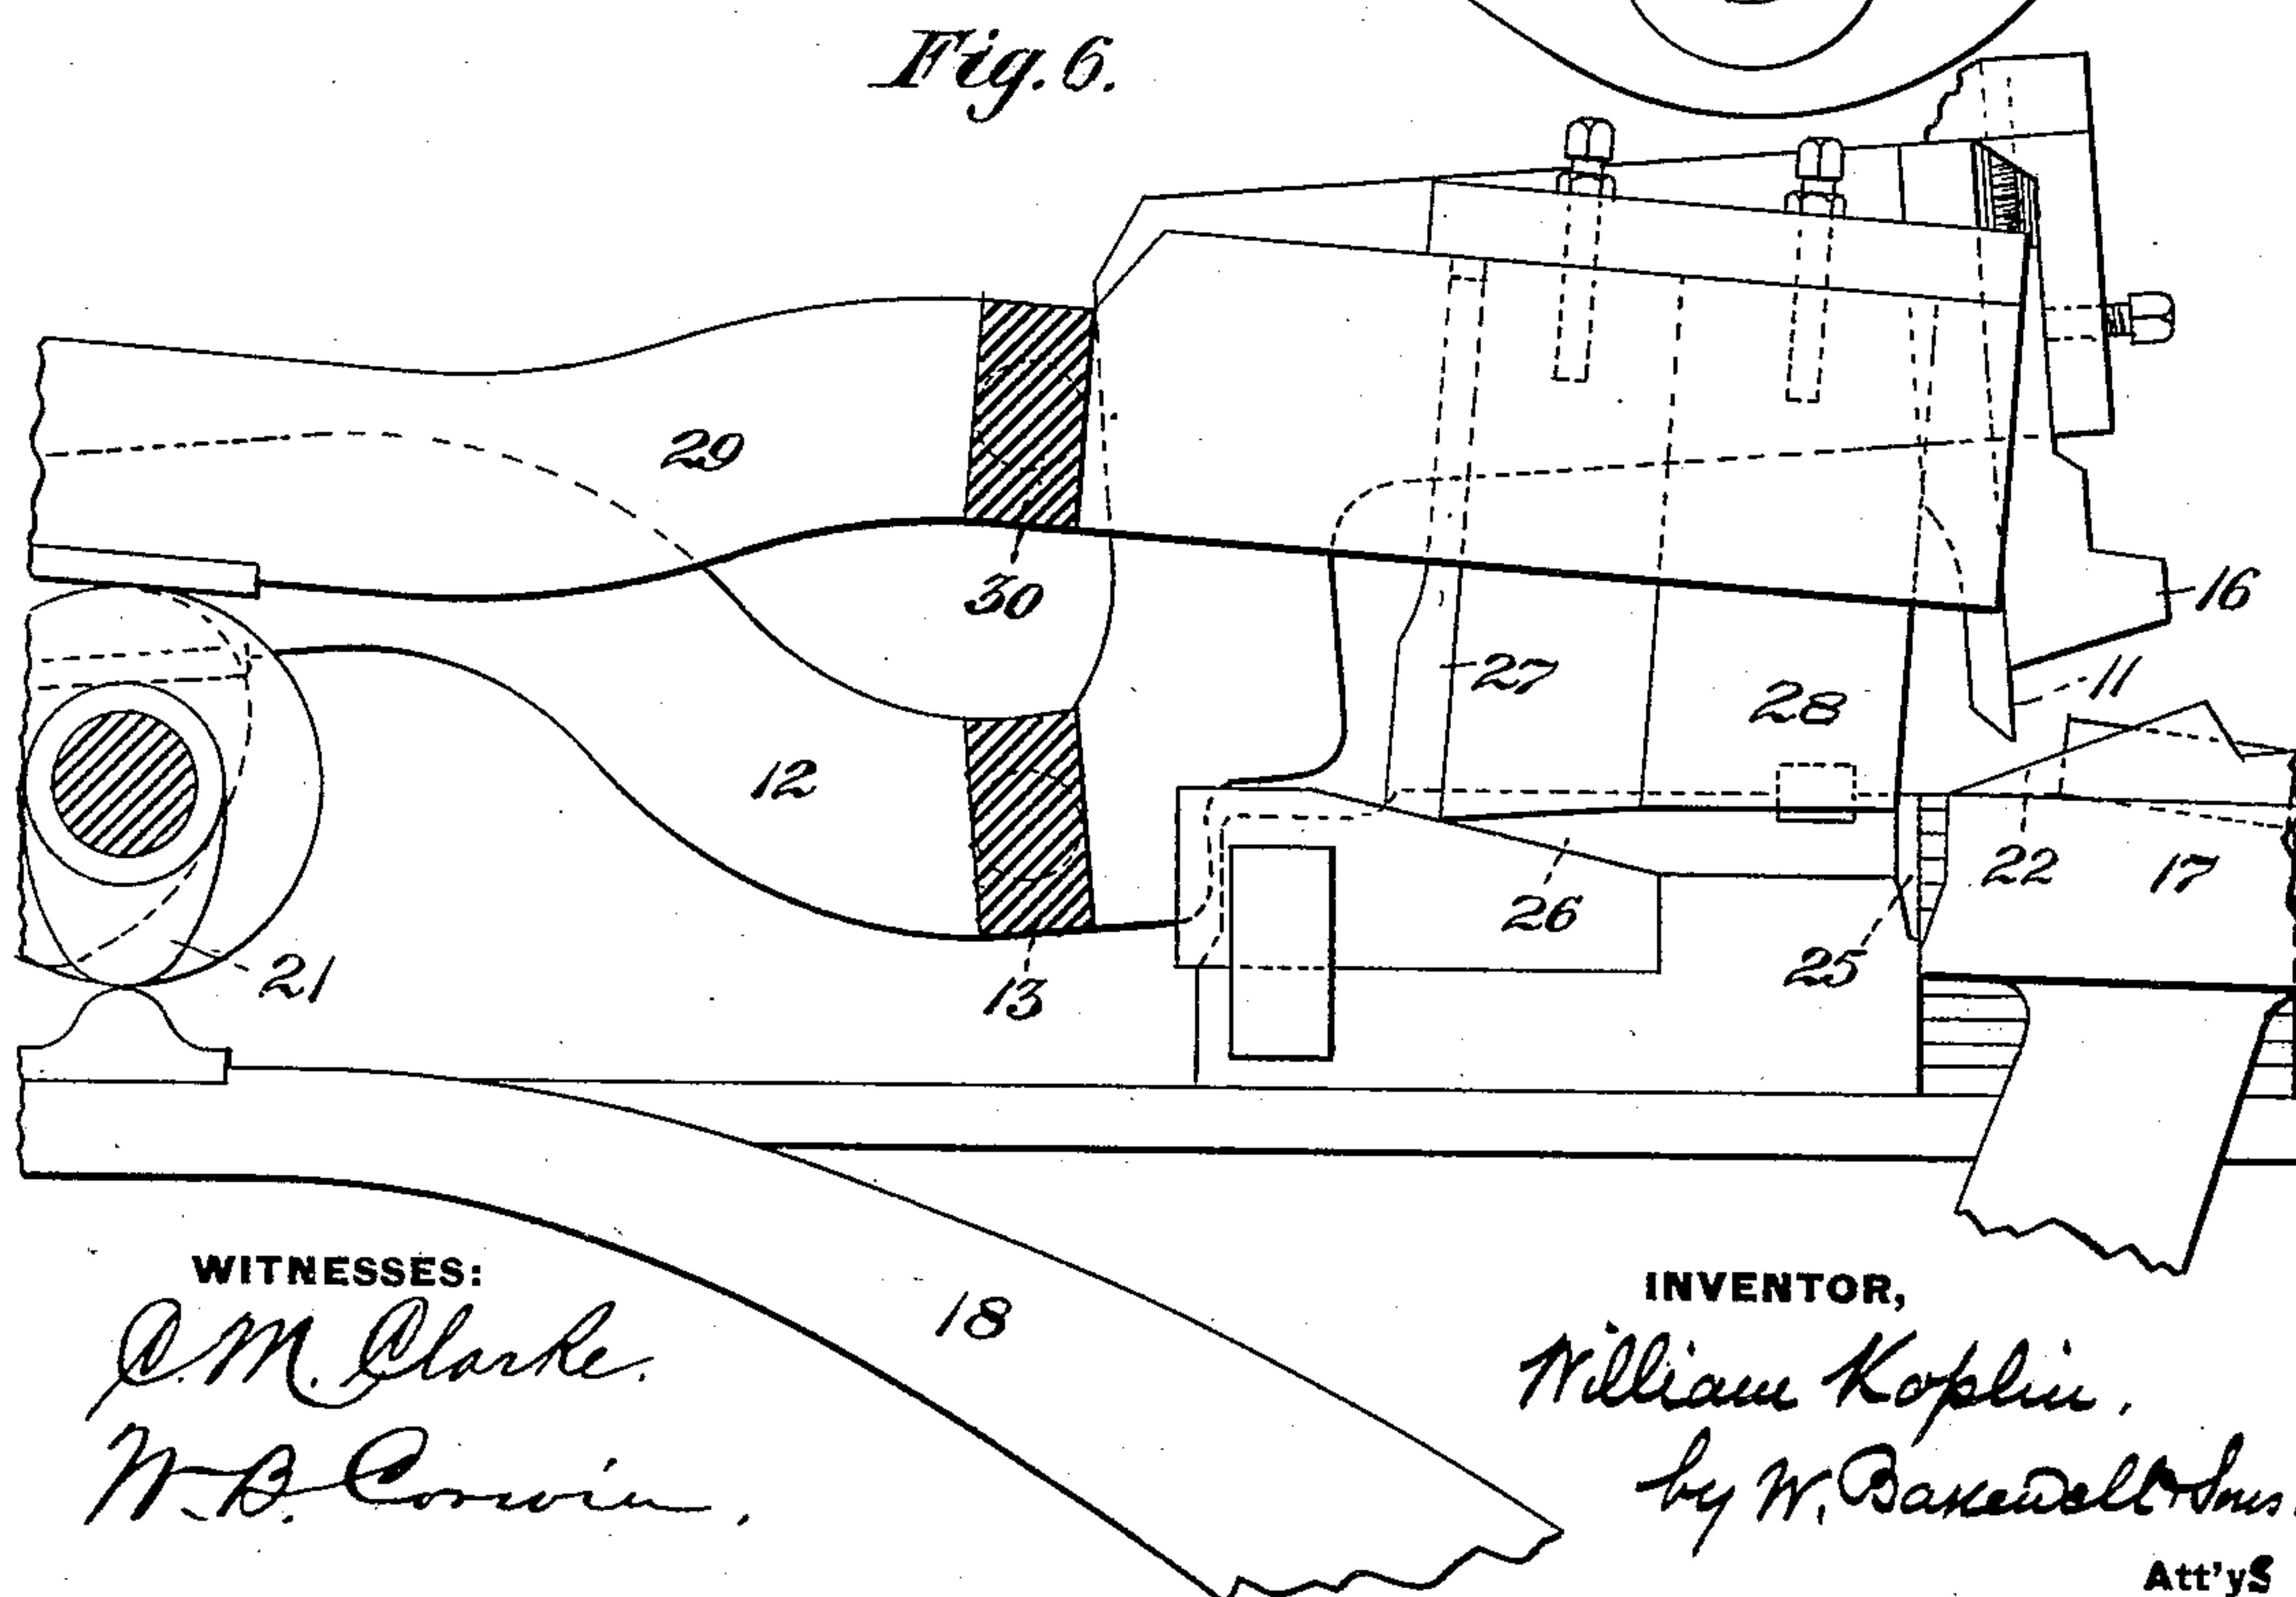 Fig. 6.
29
30
16
27
11
28
12
22
17
26
25
21
13
18
WITNESSES:
C. M. Clarke.
W. B. Corwin.
INVENTOR,
William Koplin.
by W. Bakewell & Sons.
Att'ys